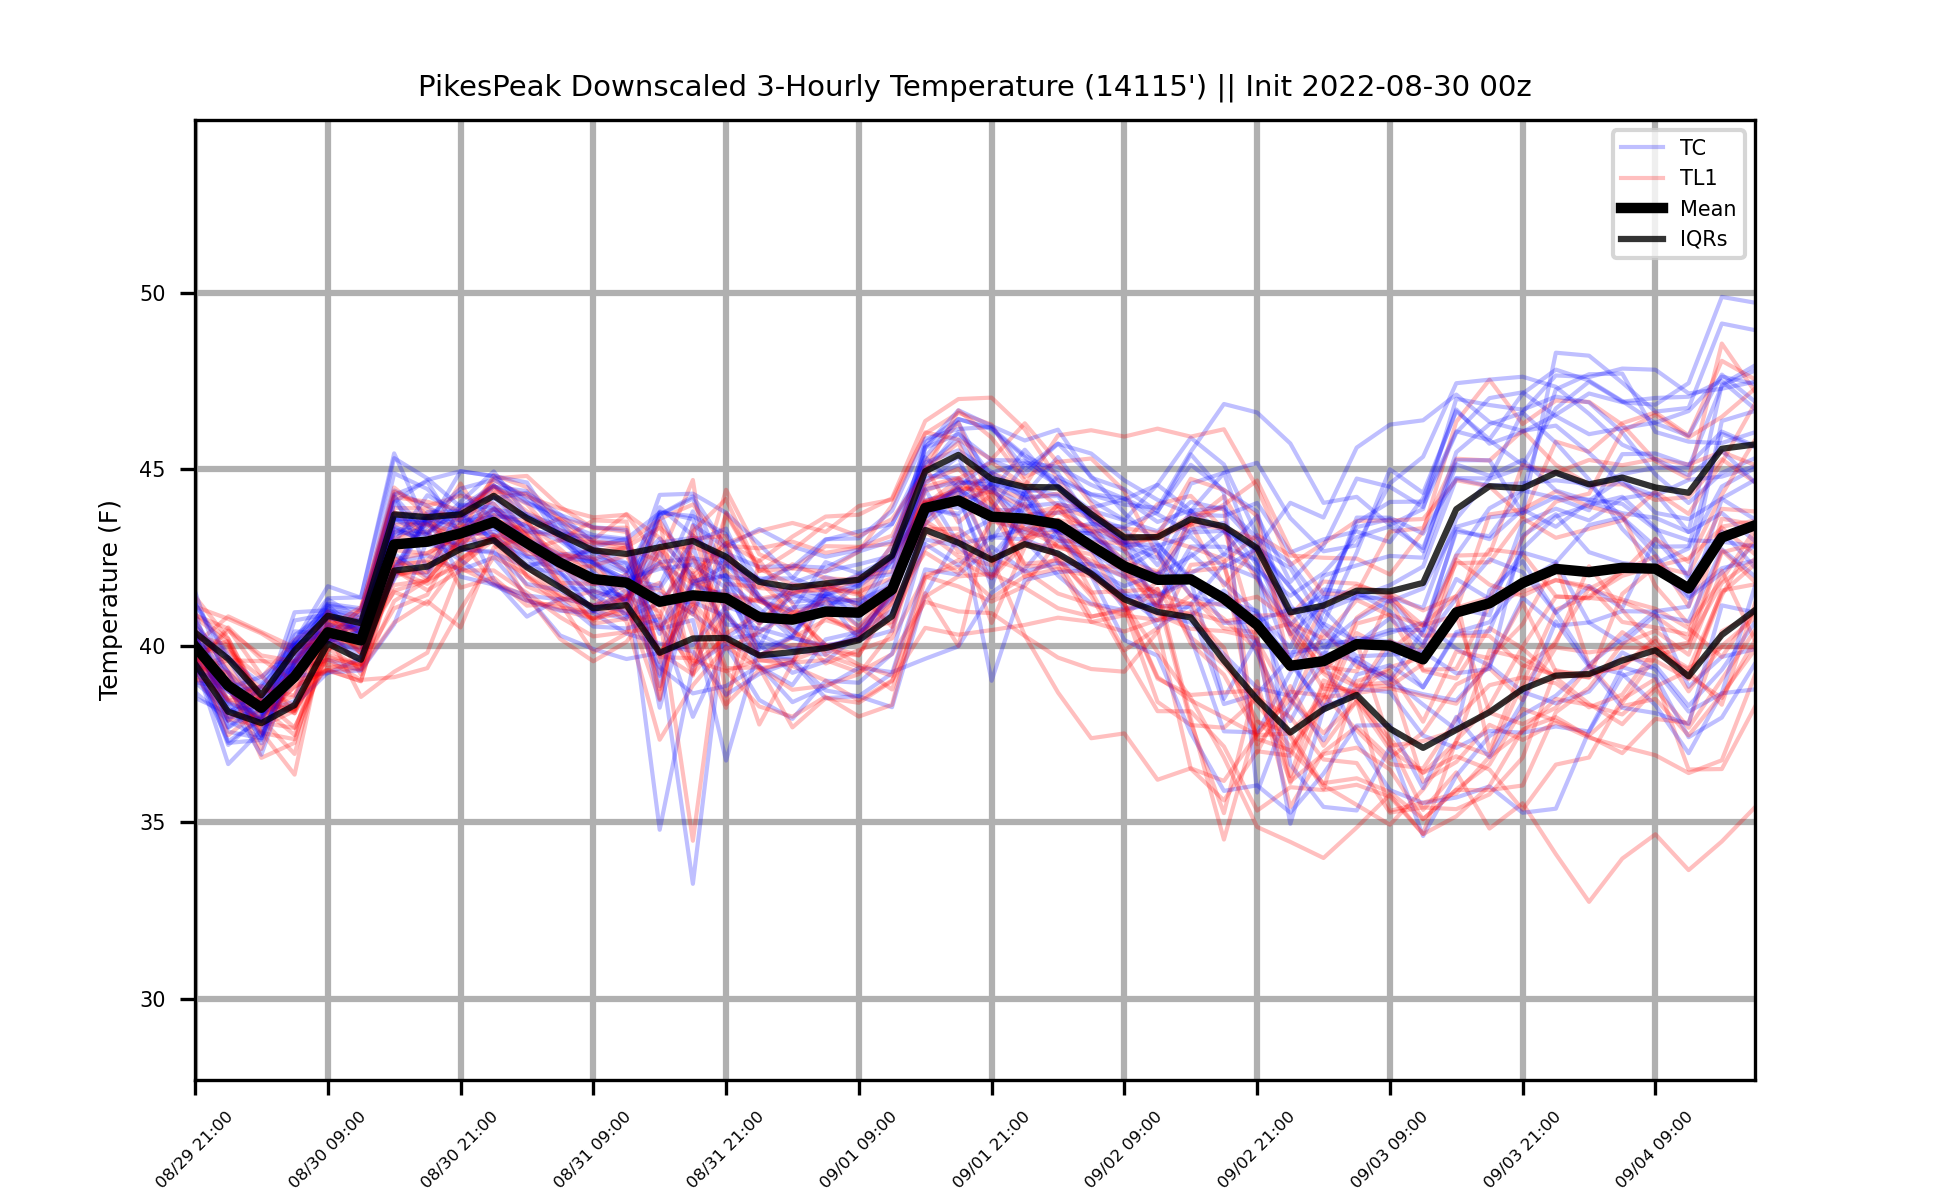 PikesPeak Downscaled 3-Hourly Temperature (14115') || Init 2022-08-30 00z
TC
TL1
Mean
IQRs
Temperature (F)
50
45
40
35
30
08/29 21:00
08/30 09:00
08/30 21:00
08/31 09:00
08/31 21:00
09/01 09:00
09/01 21:00
09/02 09:00
09/02 21:00
09/03 09:00
09/03 21:00
09/04 09:00